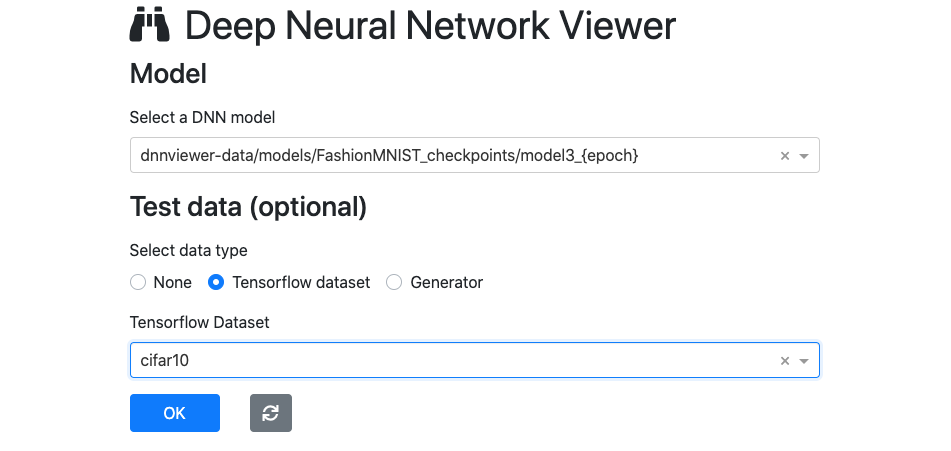 Deep Neural Network Viewer
Model
Select a DNN model
dnnviewer-data/models/FashionMNIST_checkpoints/model3_{epoch}
Test data (optional)
Select data type
None Tensorflow dataset Generator
Tensorflow Dataset
cifar10
OK